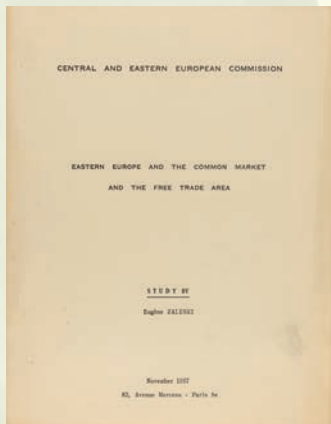 CENTRAL AND EASTERN EUROPEAN COMMISSION
EASTERN EUROPE AND THE COMMON MARKET
AND THE FREE TRADE AREA
STUDY BY
Eugène ZALESKI
November 1957
82, Avenue Marceau - Paris 8e